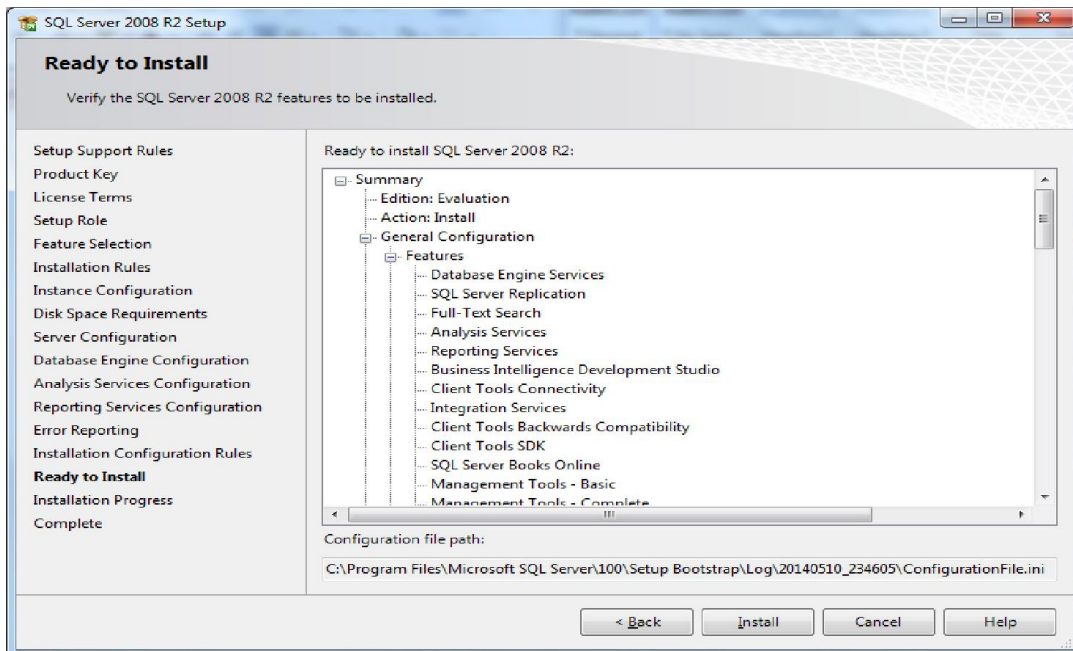 SQL Server 2008 R2 Setup
Ready to Install
Verify the SQL Server 2008 R2 features to be installed.
Setup Support Rules
Product Key
License Terms
Setup Role
Feature Selection
Installation Rules
Instance Configuration
Disk Space Requirements
Server Configuration
Database Engine Configuration
Analysis Services Configuration
Reporting Services Configuration
Error Reporting
Installation Configuration Rules
Ready to Install
Installation Progress
Complete
Ready to install SQL Server 2008 R2:
Summary
Edition: Evaluation
Action: Install
General Configuration
Features
Database Engine Services
SQL Server Replication
Full-Text Search
Analysis Services
Reporting Services
Business Intelligence Development Studio
Client Tools Connectivity
Integration Services
Client Tools Backwards Compatibility
Client Tools SDK
SQL Server Books Online
Management Tools - Basic
Management Tools - Complete
Configuration file path:
C:\Program Files\Microsoft SQL Server\100\Setup Bootstrap\Log\20140510_234605\ConfigurationFile.ini
< Back
Install
Cancel
Help